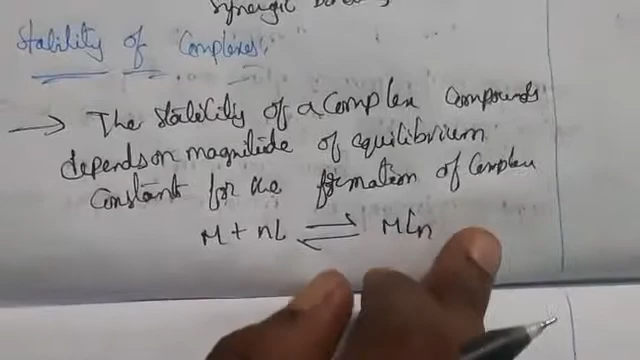 Synergic
Stability of Complexes:
→ The stability of a complex compounds
depends on magnitude of equilibrium
constant for the formation of complex
M + nL ⇌ MLn